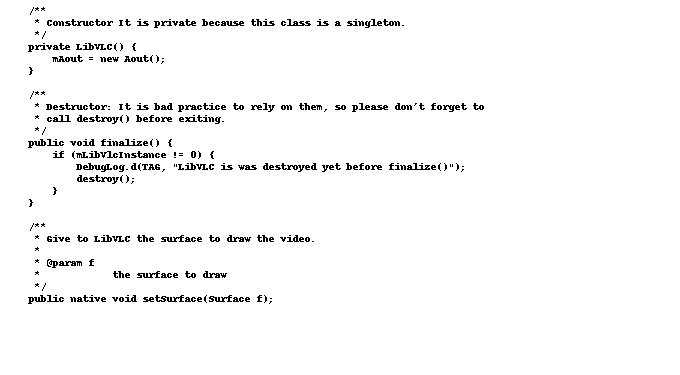 /**
 * Constructor It is private because this class is a singleton.
 */
private LibVLC() {
    mAout = new Aout();
}

/**
 * Destructor: It is bad practice to rely on them, so please don't forget to
 * call destroy() before exiting.
 */
public void finalize() {
    if (mLibVlcInstance != 0) {
        DebugLog.d(TAG, "LibVLC is was destroyed yet before finalize()");
        destroy();
    }
}

/**
 * Give to LibVLC the surface to draw the video.
 *
 * @param f
 *            the surface to draw
 */
public native void setSurface(Surface f);